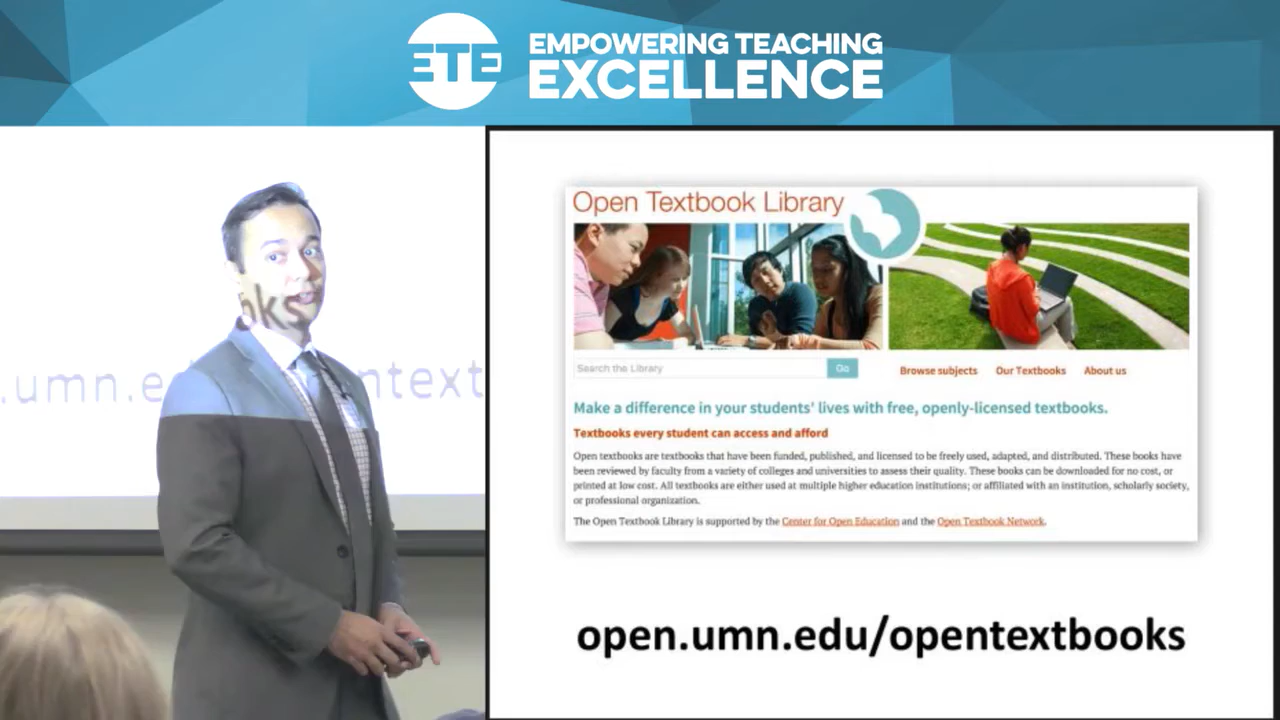 ETE
EMPOWERING TEACHING
EXCELLENCE
Open Textbook Library
Search the Library
Go
Browse subjects
Our Textbooks
About us
Make a difference in your students' lives with free, openly-licensed textbooks.
Textbooks every student can access and afford
Open textbooks are textbooks that have been funded, published, and licensed to be freely used, adapted, and distributed. These books have
been reviewed by faculty from a variety of colleges and universities to assess their quality. These books can be downloaded for no cost, or
printed at low cost. All textbooks are either used at multiple higher education institutions; or affiliated with an institution, scholarly society,
or professional organization.
The Open Textbook Library is supported by the Center for Open Education and the Open Textbook Network.
open.umn.edu/opentextbooks
oks
.umn.e
ntext